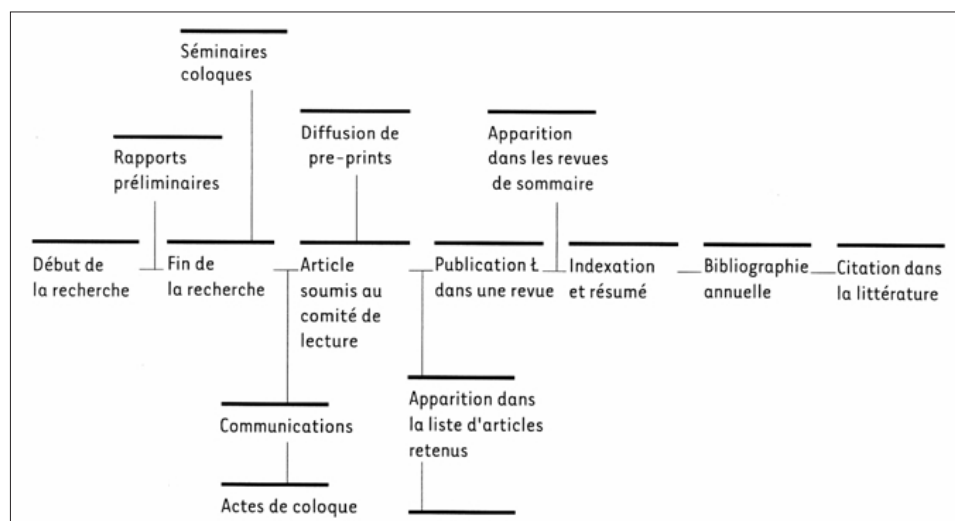 Séminaires
coloques
Rapports
préliminaires
Diffusion de
pre-prints
Apparition
dans les revues
de sommaire
Début de
la recherche
Fin de
la recherche
Article
soumis au
comité de
lecture
Publication Ł
dans une revue
Indexation
et résumé
Bibliographie
annuelle
Citation dans
la littérature
Communications
Actes de coloque
Apparition dans
la liste d'articles
retenus